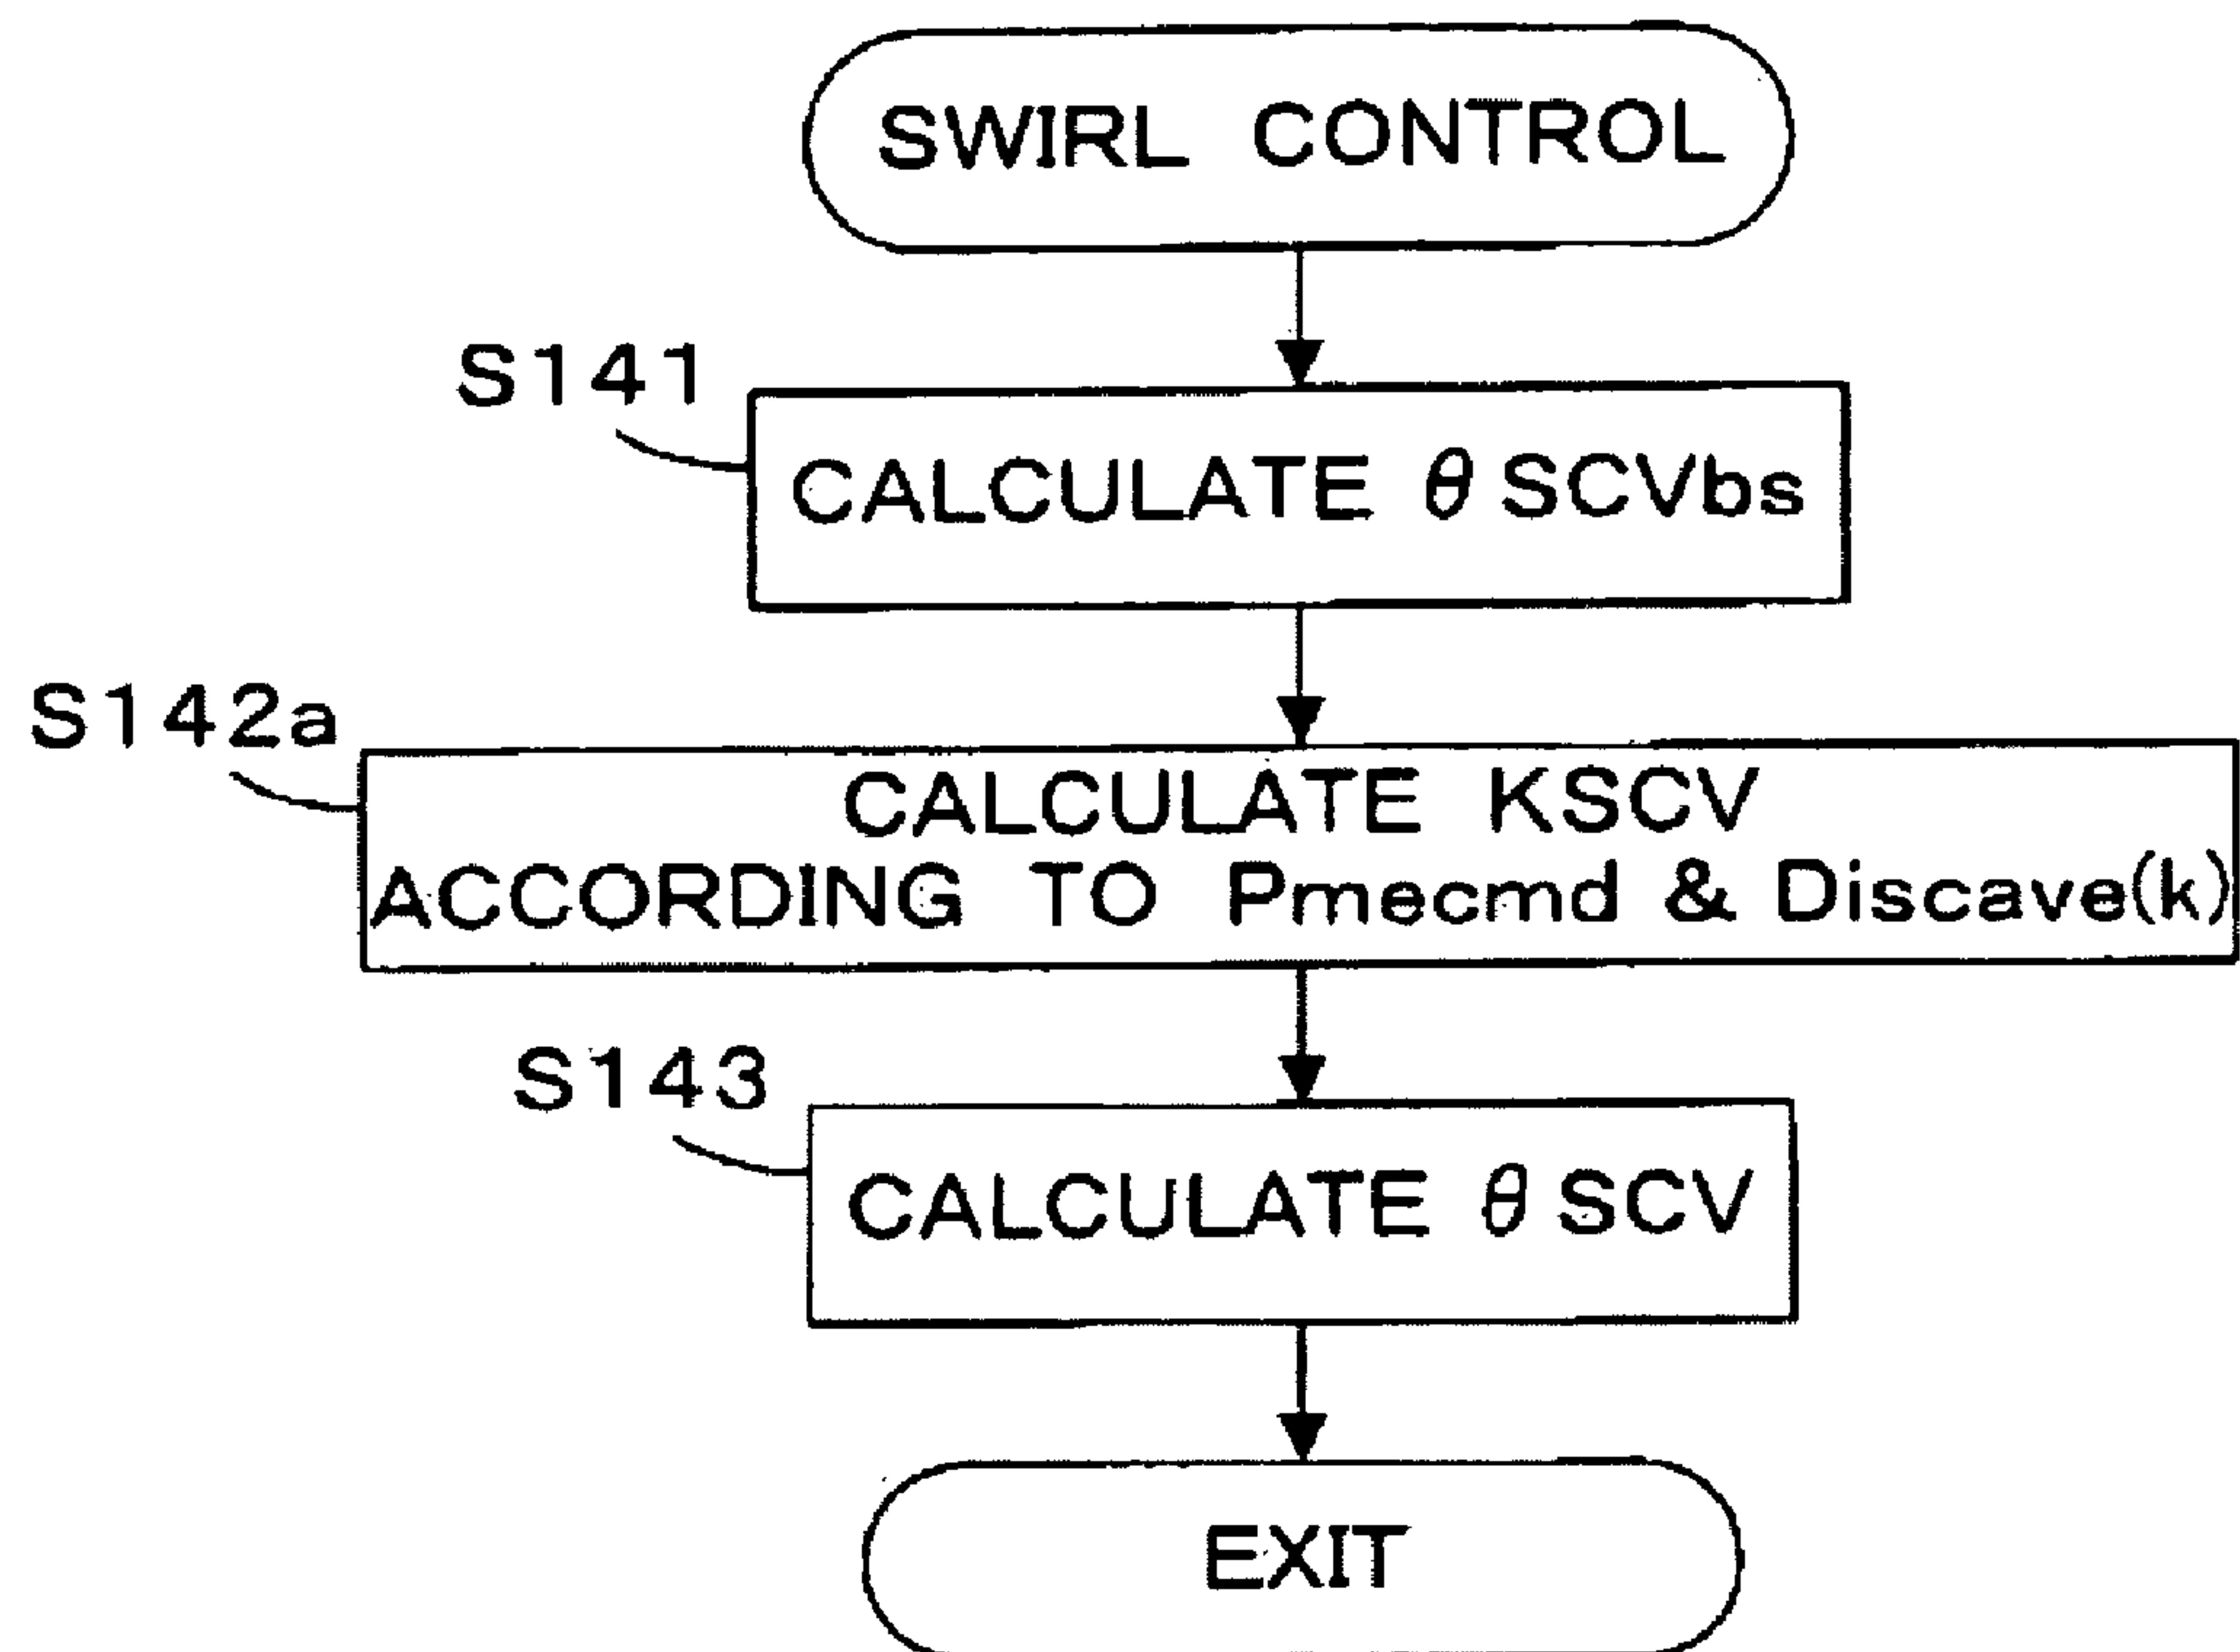 SWIRL CONTROL
S141
CALCULATE θSCVbs
S142a
CALCULATE KSCV
ACCORDING TO Pmecmd & Discave(k)
S143
CALCULATE θSCV
EXIT